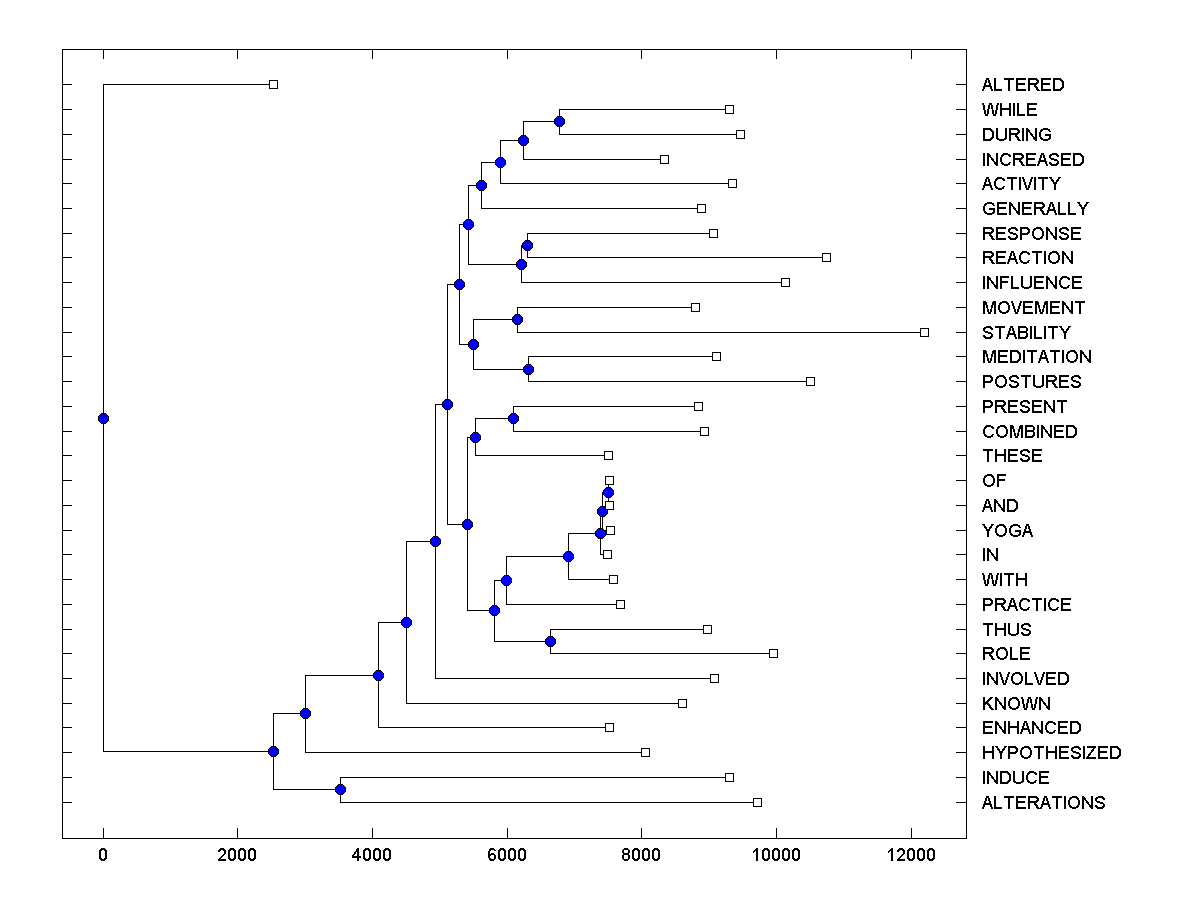 ALTERED
WHILE
DURING
INCREASED
ACTIVITY
GENERALLY
RESPONSE
REACTION
INFLUENCE
MOVEMENT
STABILITY
MEDITATION
POSTURES
PRESENT
COMBINED
THESE
OF
AND
YOGA
IN
WITH
PRACTICE
THUS
ROLE
INVOLVED
KNOWN
ENHANCED
HYPOTHESIZED
INDUCE
ALTERATIONS
0 2000 4000 6000 8000 10000 12000